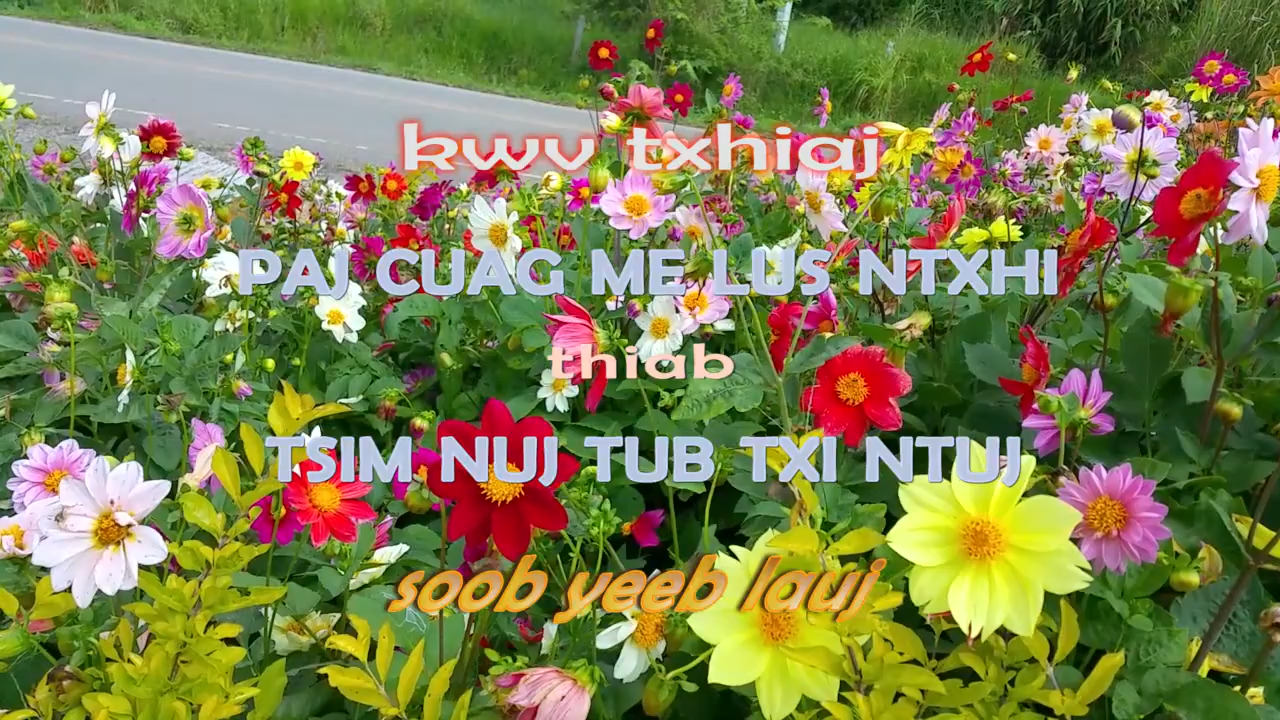 kwv txhiaj
PAJ CUAG ME LUS NTXHI
thiab
TSIM NUJ TUB TXI NTUJ
soob yeeb lauj